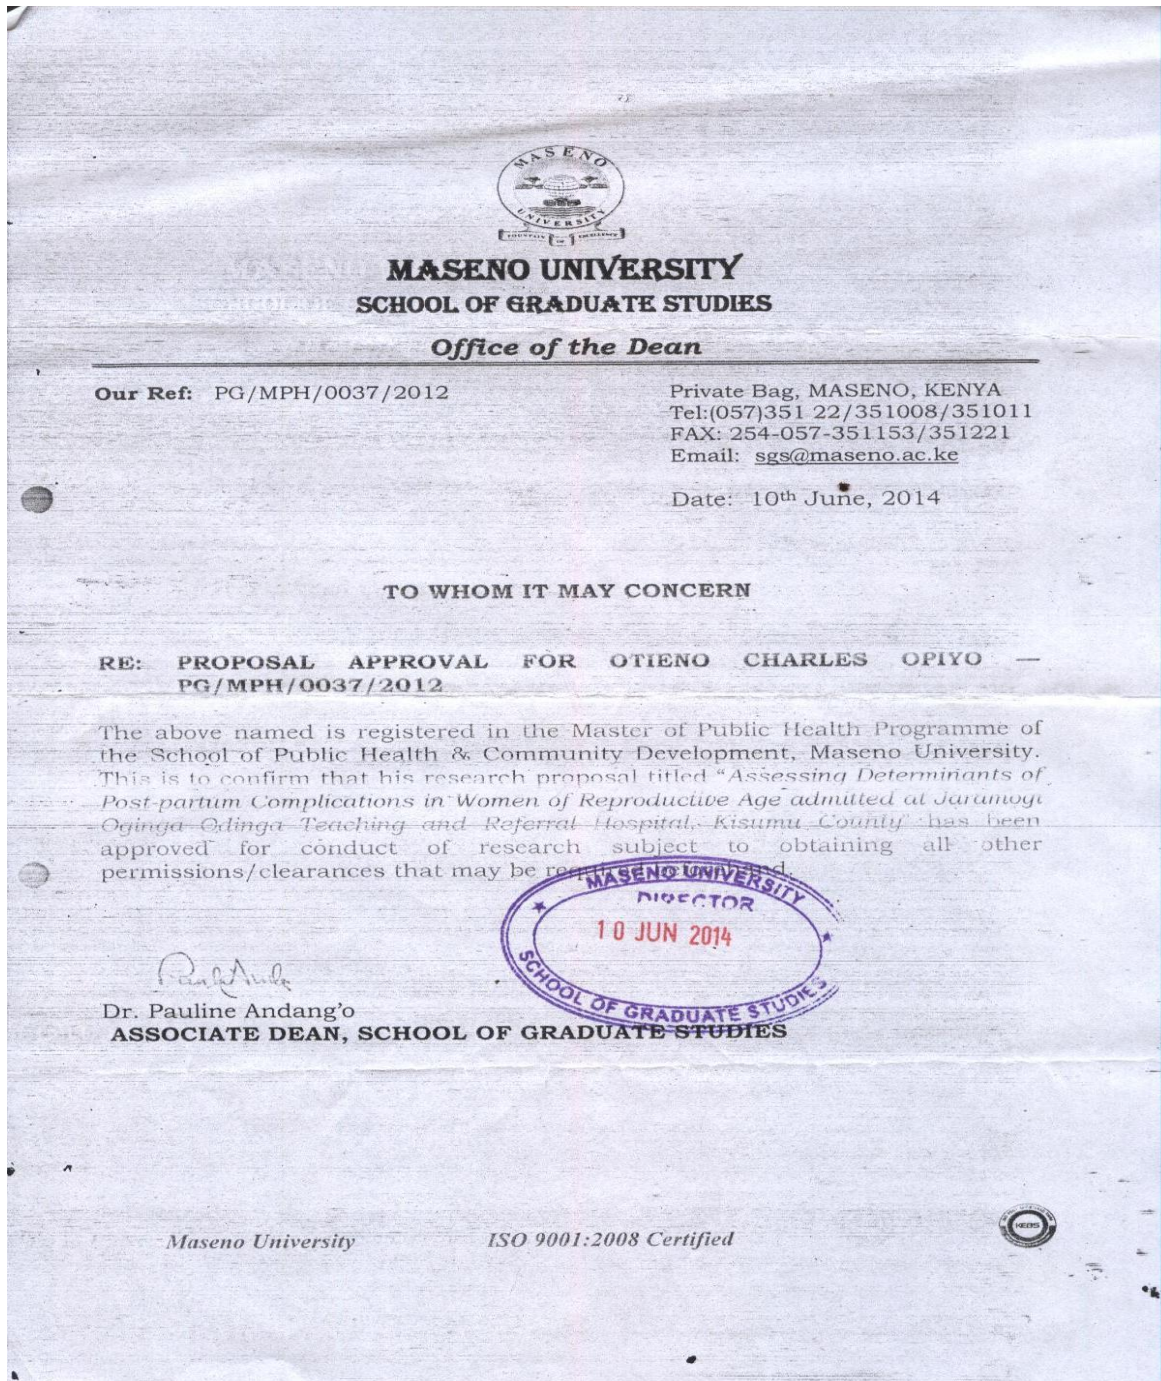 MASENO
UNIVERSITY
FOUNTAIN OF EXCELLENCE
MASENO UNIVERSITY
SCHOOL OF GRADUATE STUDIES
Office of the Dean
Our Ref: PG/MPH/0037/2012
Private Bag, MASENO, KENYA
Tel:(057)351 22/351008/351011
FAX: 254-057-351153/351221
Email: sgs@maseno.ac.ke
Date: 10th June, 2014
TO WHOM IT MAY CONCERN
RE: PROPOSAL APPROVAL FOR OTIENO CHARLES OPIYO —
PG/MPH/0037/2012
The above named is registered in the Master of Public Health Programme of
the School of Public Health & Community Development, Maseno University.
This is to confirm that his research proposal titled “Assessing Determinants of
Post-partum Complications in Women of Reproductive Age admitted at Jaramogi
Oginga Odinga Teaching and Referral Hospital, Kisumu County” has been
approved for conduct of research subject to obtaining all other
permissions/clearances that may be
MASENO UNIVERSITY
DIRECTOR
10 JUN 2014
SCHOOL OF GRADUATE STUDIES
Dr. Pauline Andang’o
ASSOCIATE DEAN, SCHOOL OF GRADUATE STUDIES
Maseno University ISO 9001:2008 Certified
KEBS